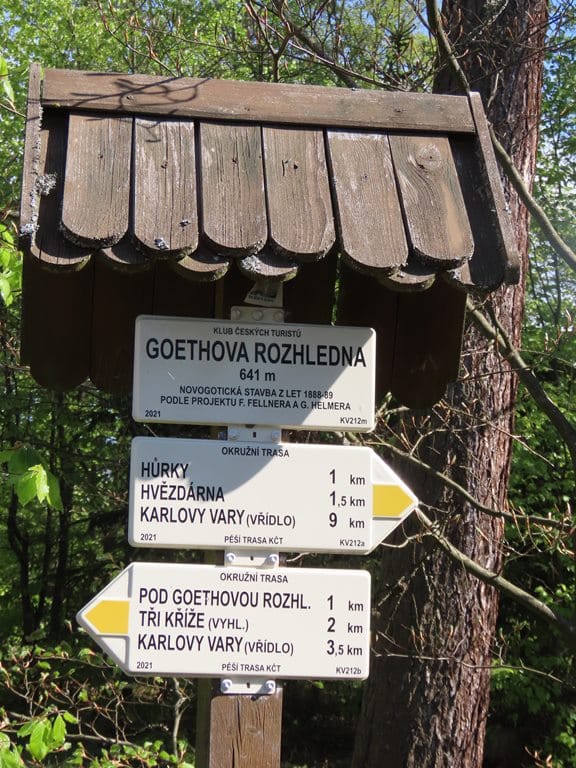 KLUB ČESKÝCH TURISTŮ
GOETHOVA ROZHLEDNA
641 m
NOVOGOTICKÁ STAVBA Z LET 1888-89
PODLE PROJEKTU F. FELLNERA A G. HELMERA
2021 KV212m
OKRUŽNÍ TRASA
HŮRKY 1 km
HVĚZDÁRNA 1,5 km
KARLOVY VARY (VŘÍDLO) 9 km
2021 PĚŠÍ TRASA KČT KV212a
OKRUŽNÍ TRASA
POD GOETHOVOU ROZHL. 1 km
TŘI KŘÍŽE (VYHL.) 2 km
KARLOVY VARY (VŘÍDLO) 3,5 km
2021 PĚŠÍ TRASA KČT KV212b